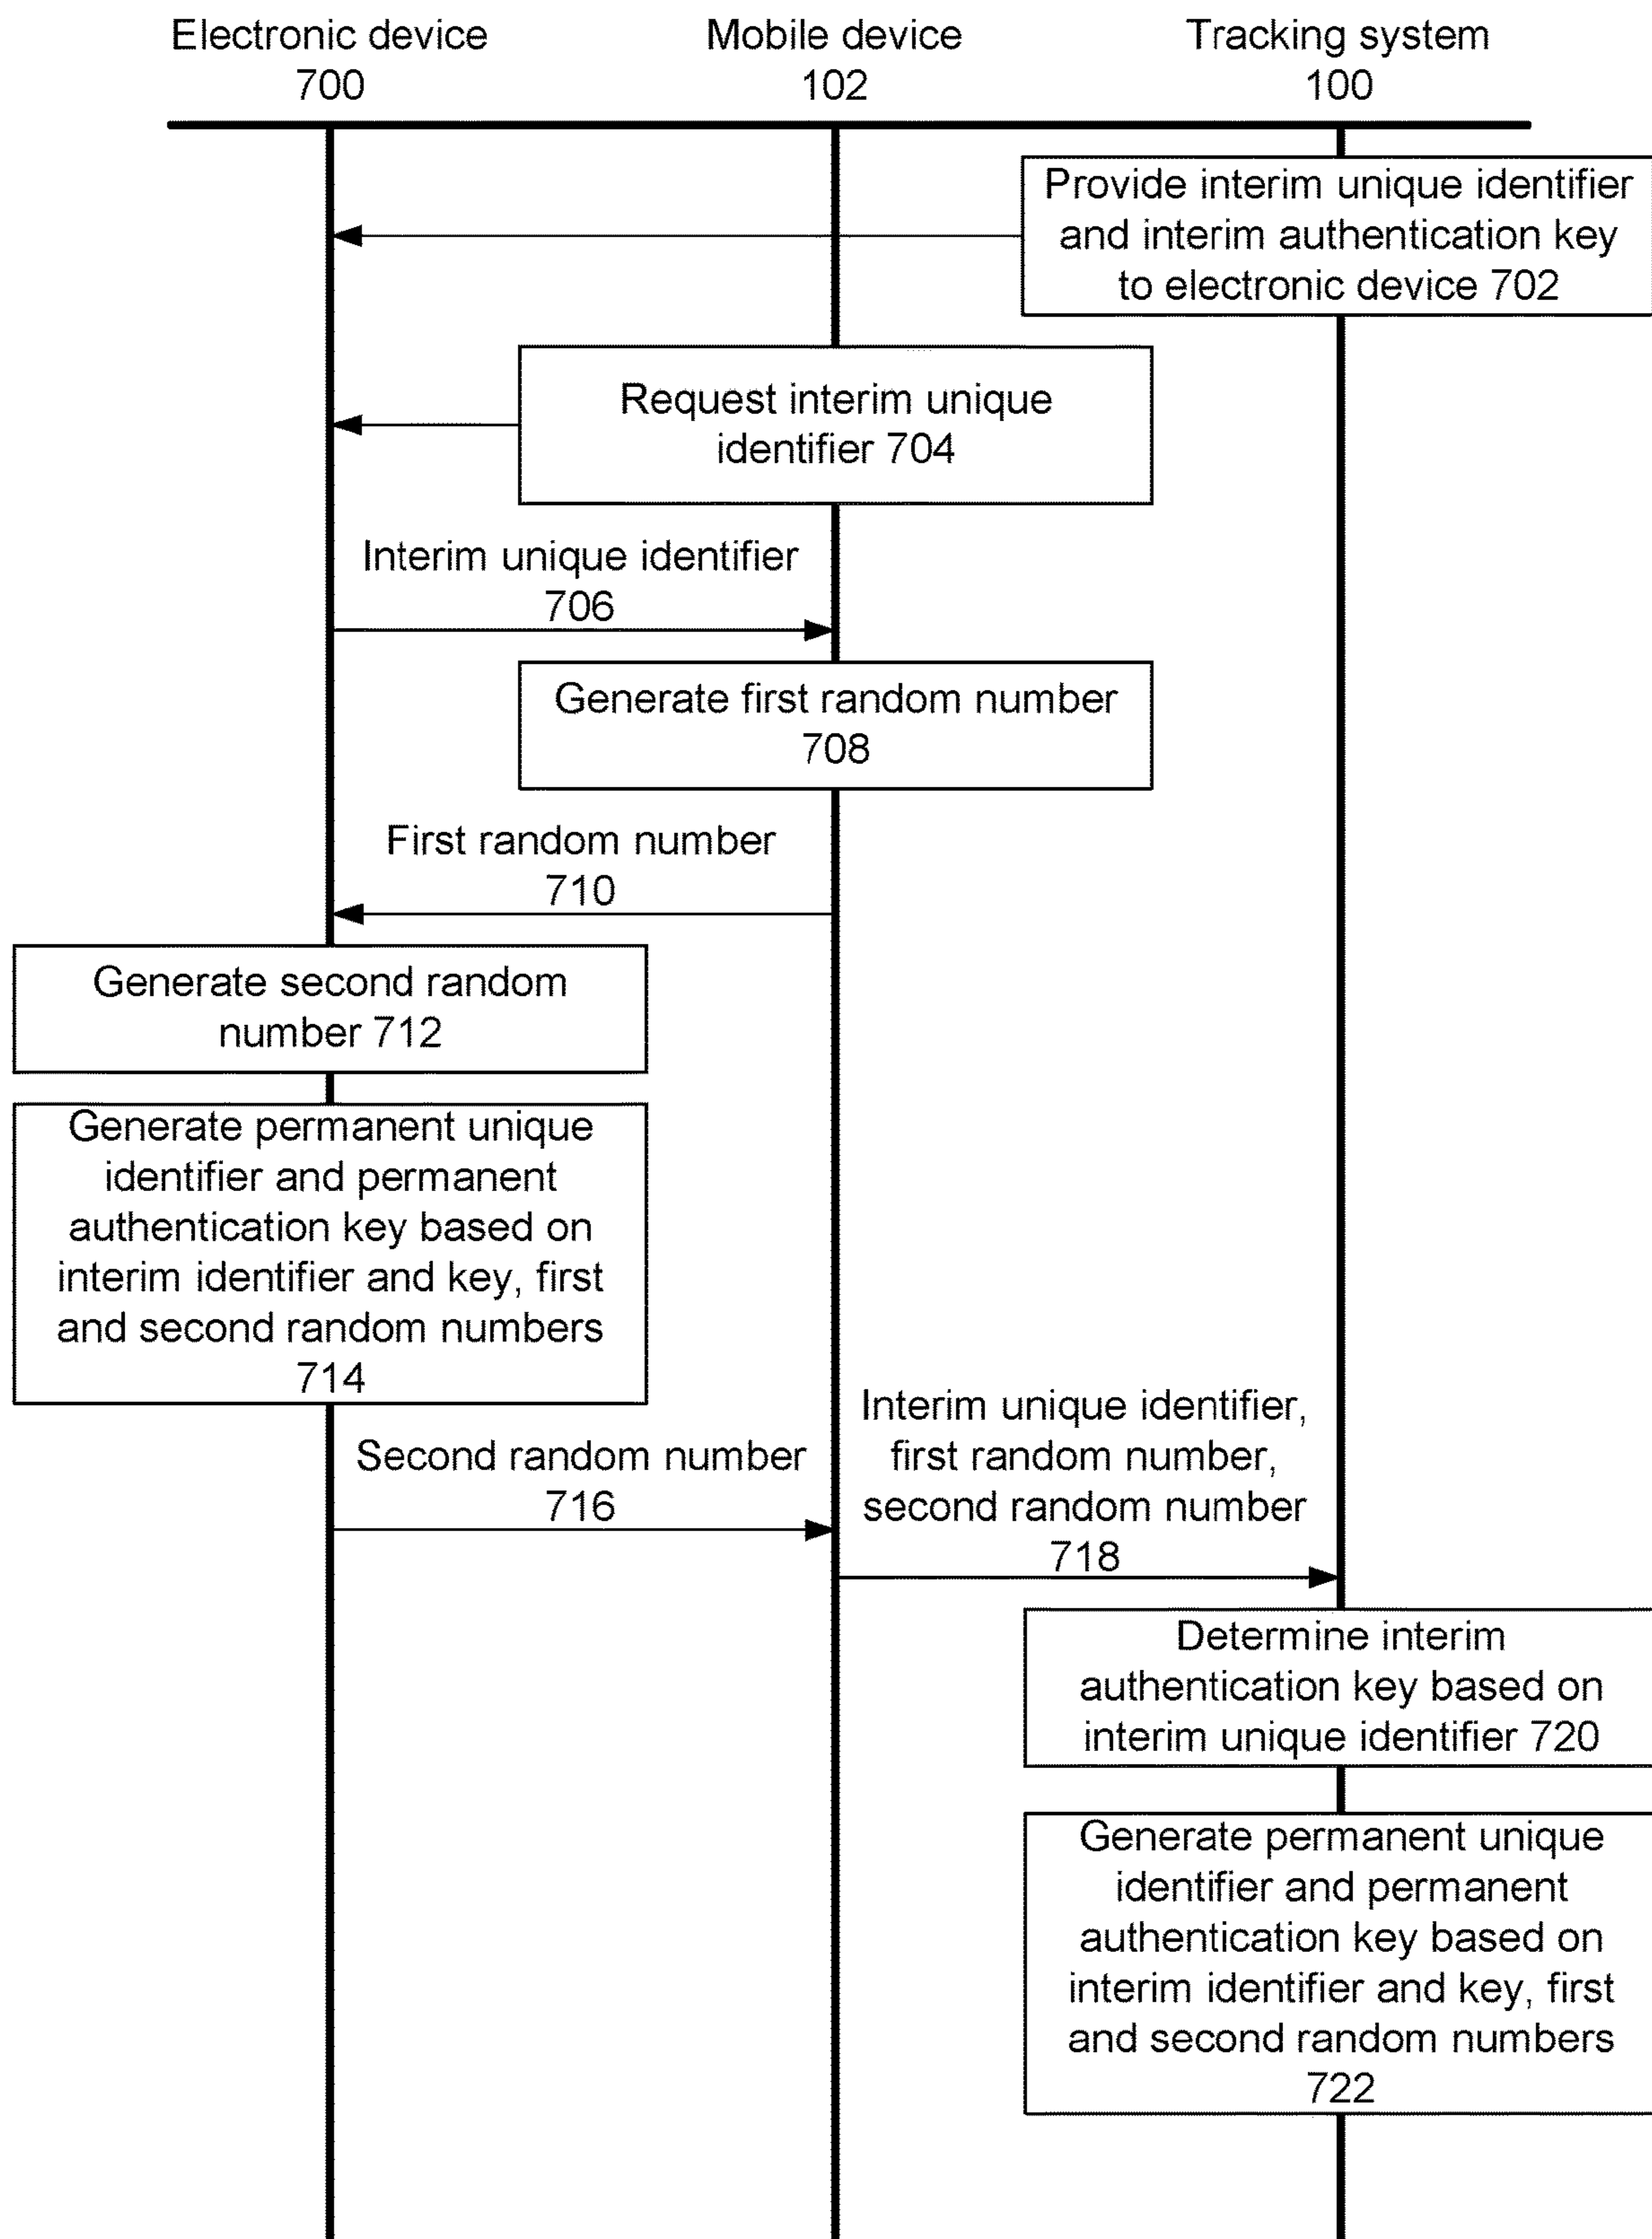 Electronic device
700
Mobile device
102
Tracking system
100
Provide interim unique identifier
and interim authentication key
to electronic device 702
Request interim unique
identifier 704
Interim unique identifier
706
Generate first random number
708
First random number
710
Generate second random
number 712
Generate permanent unique
identifier and permanent
authentication key based on
interim identifier and key, first
and second random numbers
714
Second random number
716
Interim unique identifier,
first random number,
second random number
718
Determine interim
authentication key based on
interim unique identifier 720
Generate permanent unique
identifier and permanent
authentication key based on
interim identifier and key, first
and second random numbers
722